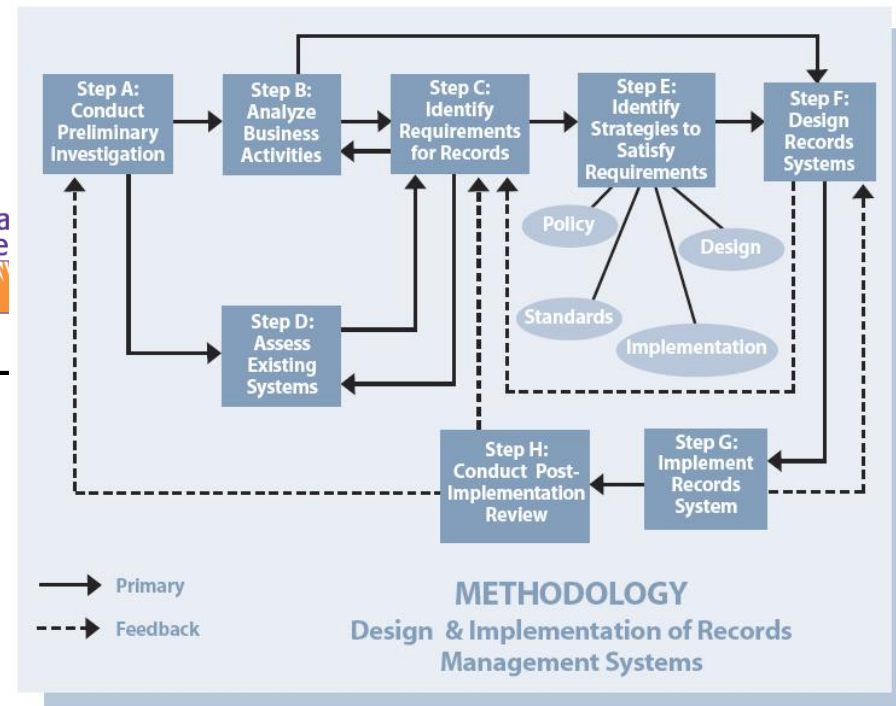 Step A:
Conduct
Preliminary
Investigation
Step B:
Analyze
Business
Activities
Step C:
Identify
Requirements
for Records
Step E:
Identify
Strategies to
Satisfy
Requirements
Step F:
Design
Records
Systems
Policy
Design
Standards
Implementation
Step D:
Assess
Existing
Systems
Step H:
Conduct Post-
Implementation
Review
Step G:
Implement
Records
System
Primary
Feedback
METHODOLOGY
Design & Implementation of Records
Management Systems